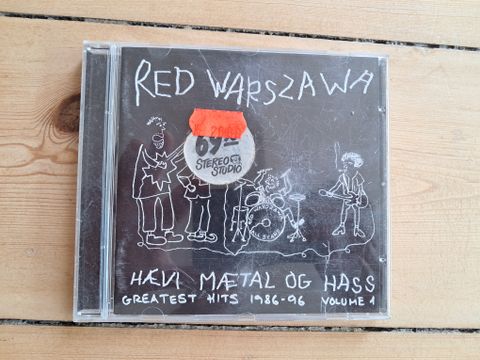 RED WARSZAWA
69
STEREO
STUDIO
HÆVI MÆTAL OG HASS
GREATEST HITS 1986-96 VOLUME 1